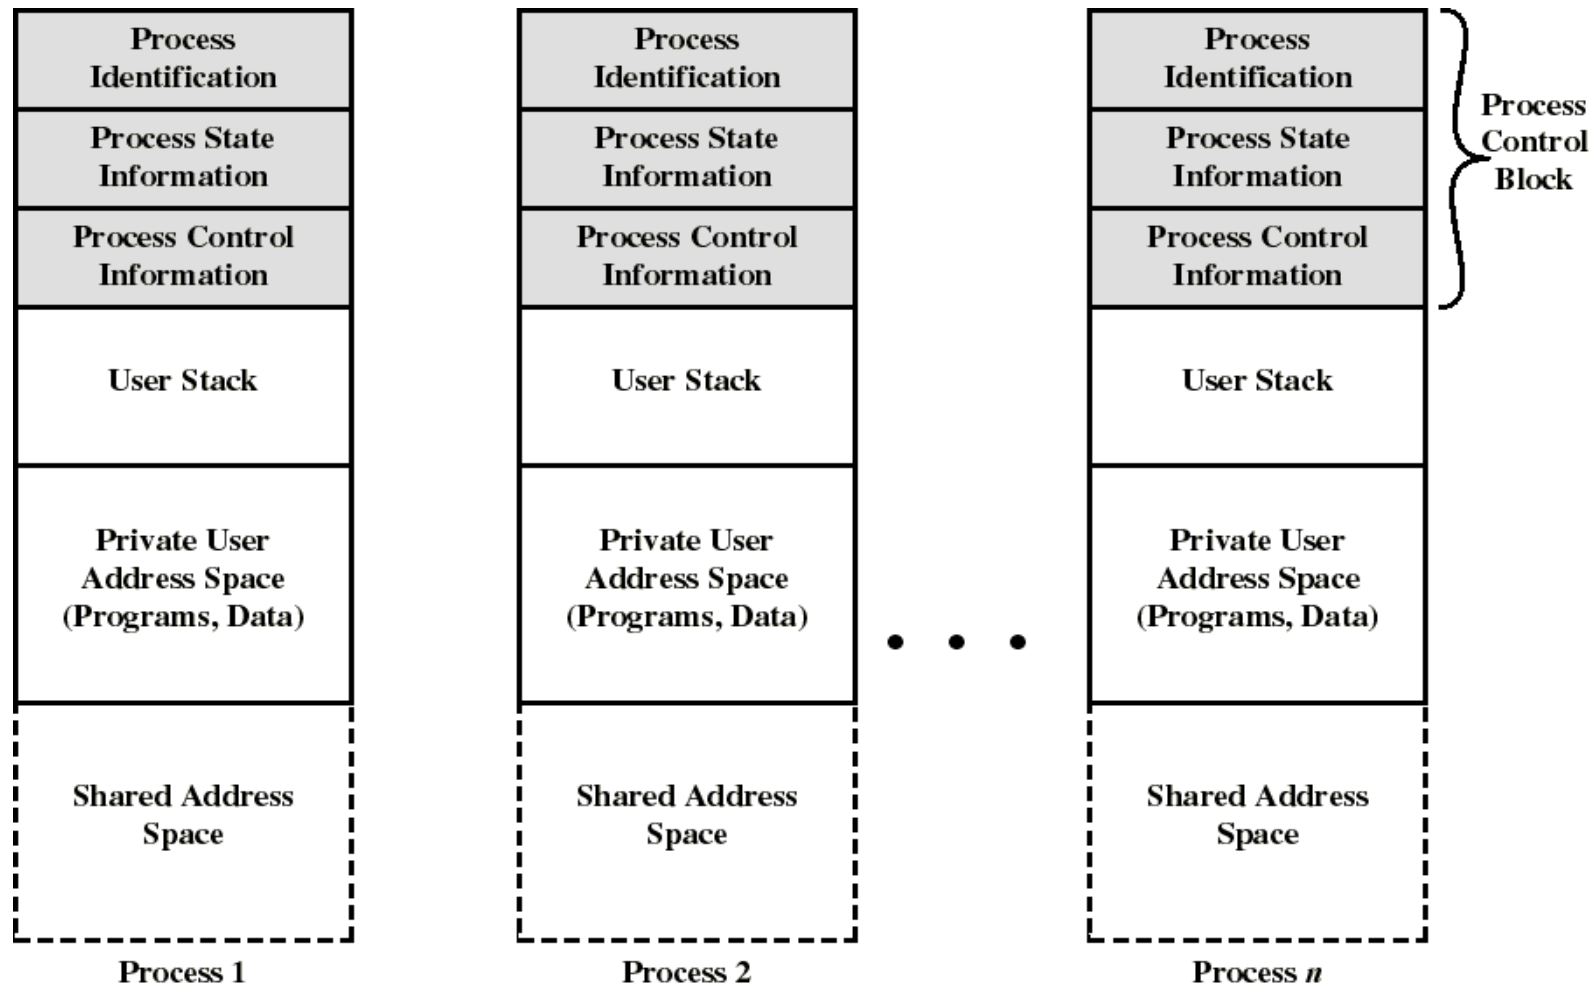 Process
Identification
Process State
Information
Process Control
Information
User Stack
Private User
Address Space
(Programs, Data)
Shared Address
Space
Process 1
Process
Identification
Process State
Information
Process Control
Information
User Stack
Private User
Address Space
(Programs, Data)
Shared Address
Space
Process 2
Process
Identification
Process State
Information
Process Control
Information
User Stack
Private User
Address Space
(Programs, Data)
Shared Address
Space
Process n
Process
Control
Block